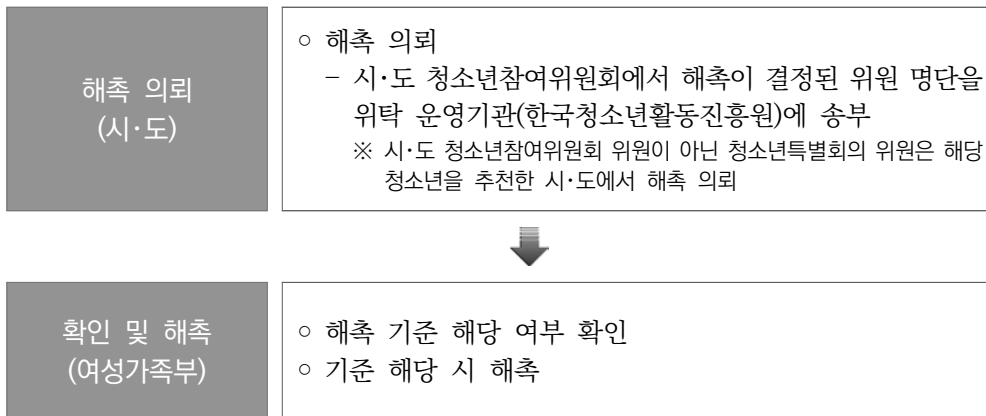 해촉 의뢰
(시·도)
○ 해촉 의뢰
- 시·도 청소년참여위원회에서 해촉이 결정된 위원 명단을
위탁 운영기관(한국청소년활동진흥원)에 송부
※ 시·도 청소년참여위원회 위원이 아닌 청소년특별회의 위원은 해당
청소년을 추천한 시·도에서 해촉 의뢰
확인 및 해촉
(여성가족부)
○ 해촉 기준 해당 여부 확인
○ 기준 해당 시 해촉